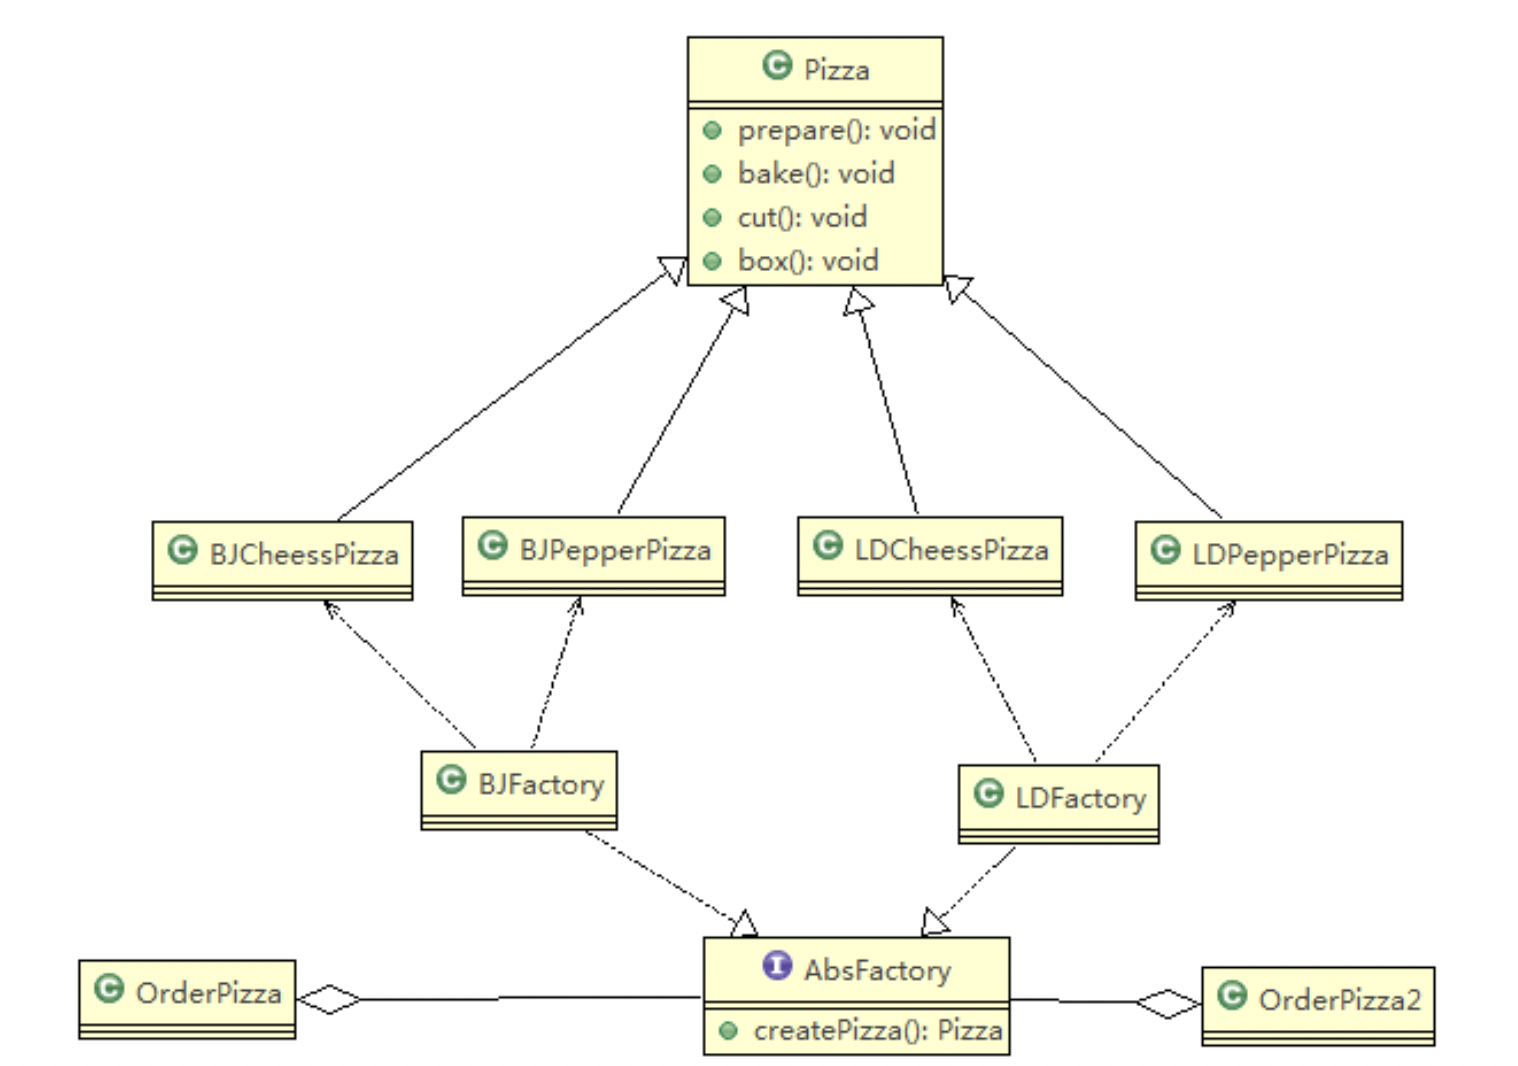 C Pizza
prepare(): void
bake(): void
cut(): void
box(): void
C BJCheessPizza
C BJPepperPizza
C LDCheessPizza
C LDPepperPizza
C BJFactory
C LDFactory
C OrderPizza
I AbsFactory
createPizza(): Pizza
C OrderPizza2